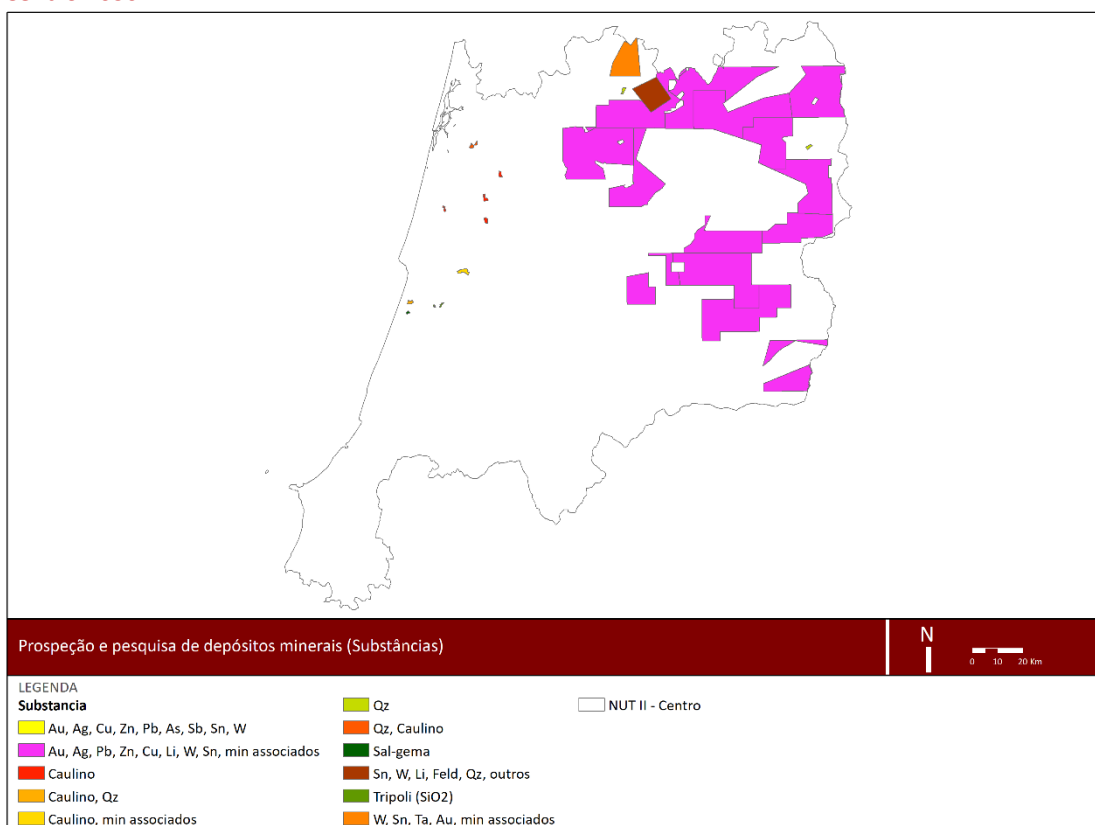 Prospeção e pesquisa de depósitos minerais (Substâncias)
N
0 10 20 Km
LEGENDA
Substancia
Au, Ag, Cu, Zn, Pb, As, Sb, Sn, W
Au, Ag, Pb, Zn, Cu, Li, W, Sn, min associados
Caulino
Caulino, Qz
Caulino, min associados
Qz
Qz, Caulino
Sal-gema
Sn, W, Li, Feld, Qz, outros
Tripoli (SiO2)
W, Sn, Ta, Au, min associados
NUT II - Centro